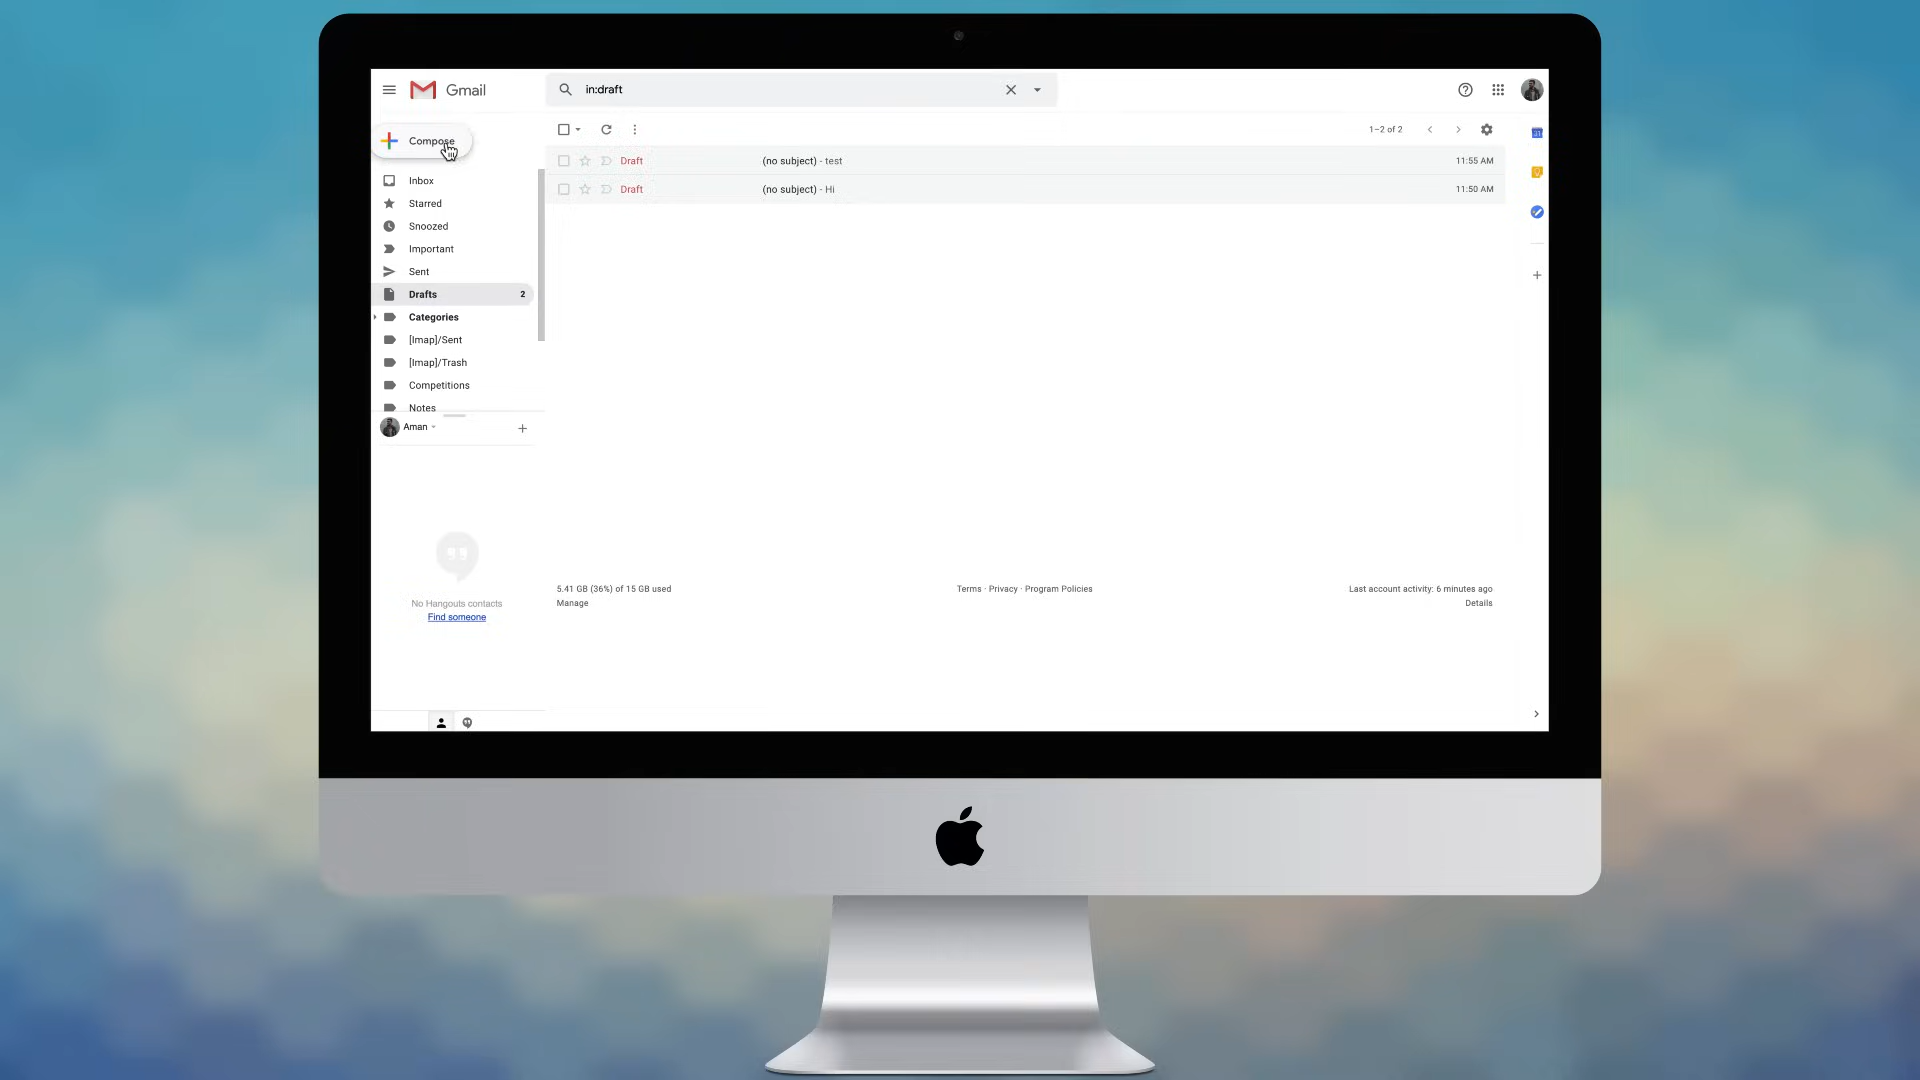 Gmail
in:draft
Compose
1–2 of 2
Draft
(no subject) - test
11:55 AM
Draft
(no subject) - Hi
11:50 AM
Inbox
Starred
Snoozed
Important
Sent
Drafts
2
Categories
[Imap]/Sent
[Imap]/Trash
Competitions
Notes
Aman
No Hangouts contacts
Find someone
5.41 GB (36%) of 15 GB used
Manage
Terms · Privacy · Program Policies
Last account activity: 6 minutes ago
Details
31